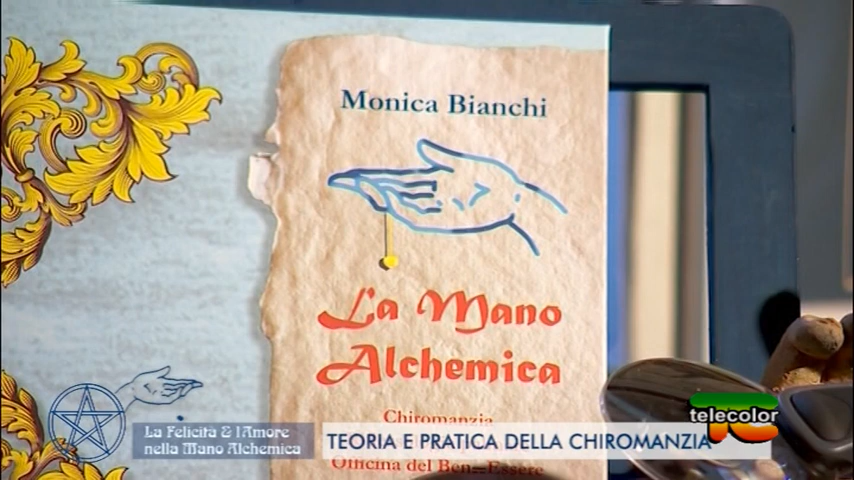 Monica Bianchi
La Mano
Alchemica
Chiromanzia
Officina del Ben...Essere
La Felicità & l'Amore
nella Mano Alchemica
TEORIA E PRATICA DELLA CHIROMANZIA
telecolor